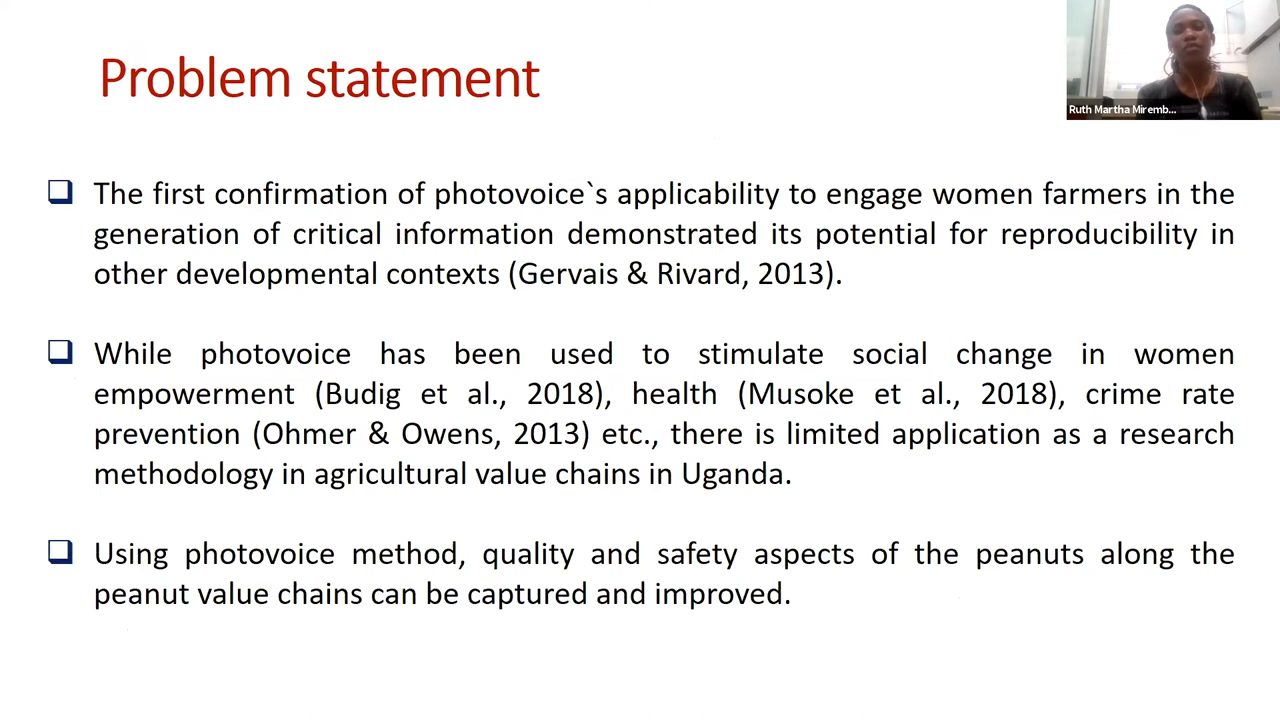 Problem statement
Ruth Martha Miremb...
The first confirmation of photovoice`s applicability to engage women farmers in the
generation of critical information demonstrated its potential for reproducibility in
other developmental contexts (Gervais & Rivard, 2013).
While photovoice has been used to stimulate social change in women
empowerment (Budig et al., 2018), health (Musoke et al., 2018), crime rate
prevention (Ohmer & Owens, 2013) etc., there is limited application as a research
methodology in agricultural value chains in Uganda.
Using photovoice method, quality and safety aspects of the peanuts along the
peanut value chains can be captured and improved.